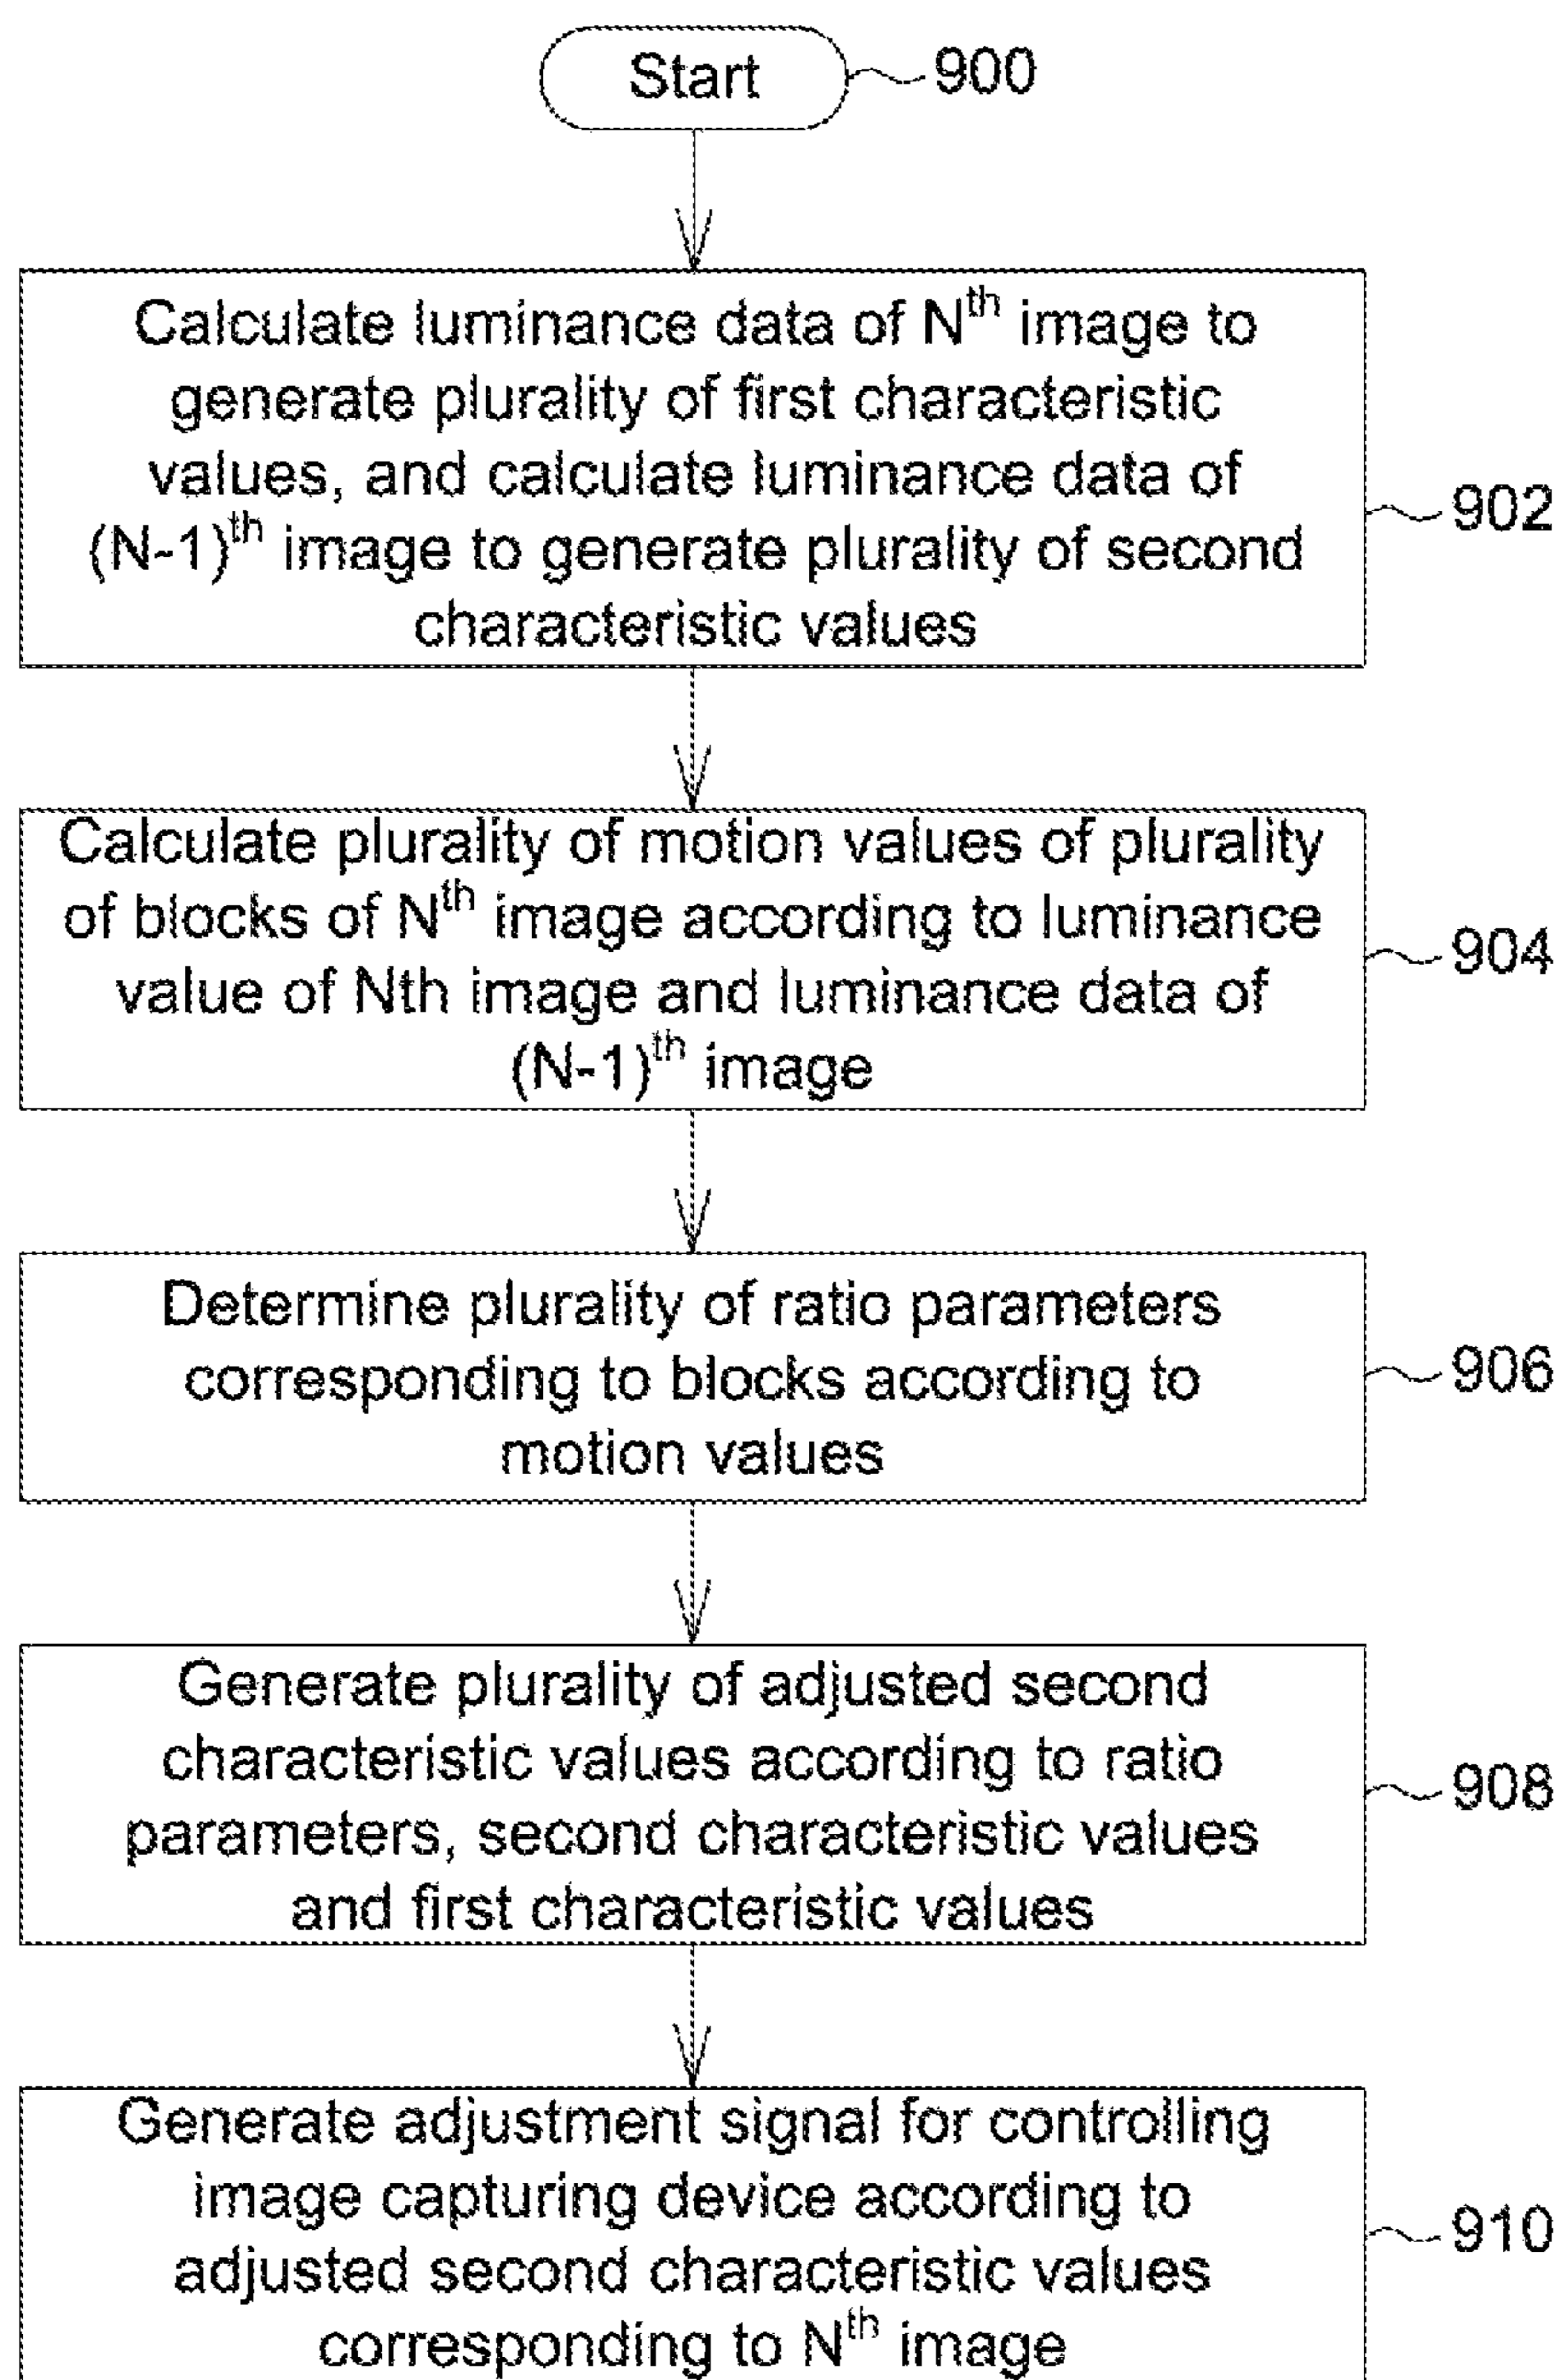 Start
900
Calculate luminance data of Nth image to
generate plurality of first characteristic
values, and calculate luminance data of
(N-1)th image to generate plurality of second
characteristic values
902
Calculate plurality of motion values of plurality
of blocks of Nth image according to luminance
value of Nth image and luminance data of
(N-1)th image
904
Determine plurality of ratio parameters
corresponding to blocks according to
motion values
906
Generate plurality of adjusted second
characteristic values according to ratio
parameters, second characteristic values
and first characteristic values
908
Generate adjustment signal for controlling
image capturing device according to
adjusted second characteristic values
corresponding to Nth image
910